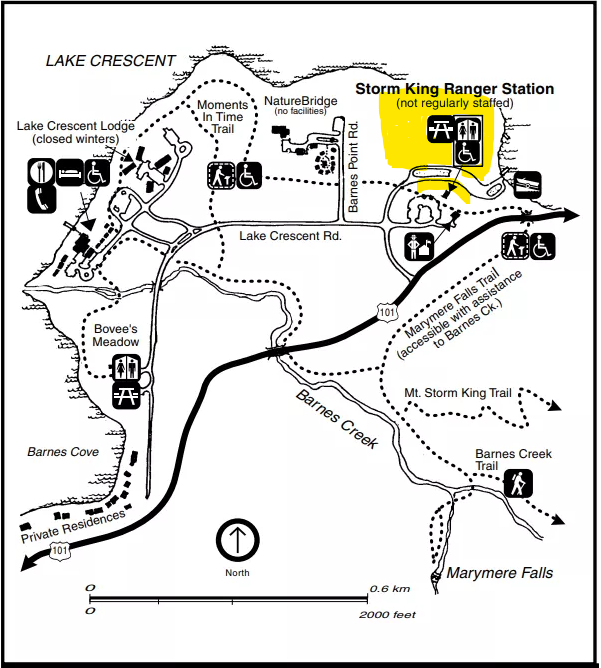 LAKE CRESCENT
Storm King Ranger Station
(not regularly staffed)
Moments
In Time
Trail
NatureBridge
(no facilities)
Lake Crescent Lodge
(closed winters)
Barnes Point Rd.
Lake Crescent Rd.
101
Marymere Falls Trail
(accessible with assistance
to Barnes Ck.)
Bovee's
Meadow
Mt. Storm King Trail
Barnes Creek
Barnes Cove
Barnes Creek
Trail
Private Residences
101
North
Marymere Falls
0 0.6 km
0 2000 feet